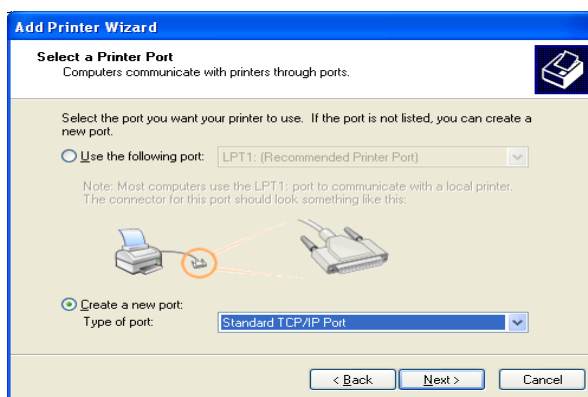 Add Printer Wizard
Select a Printer Port
Computers communicate with printers through ports.
Select the port you want your printer to use. If the port is not listed, you can create a
new port.
Use the following port: LPT1: (Recommended Printer Port)
Note: Most computers use the LPT1: port to communicate with a local printer.
The connector for this port should look something like this:
Create a new port:
Type of port: Standard TCP/IP Port
< Back Next > Cancel